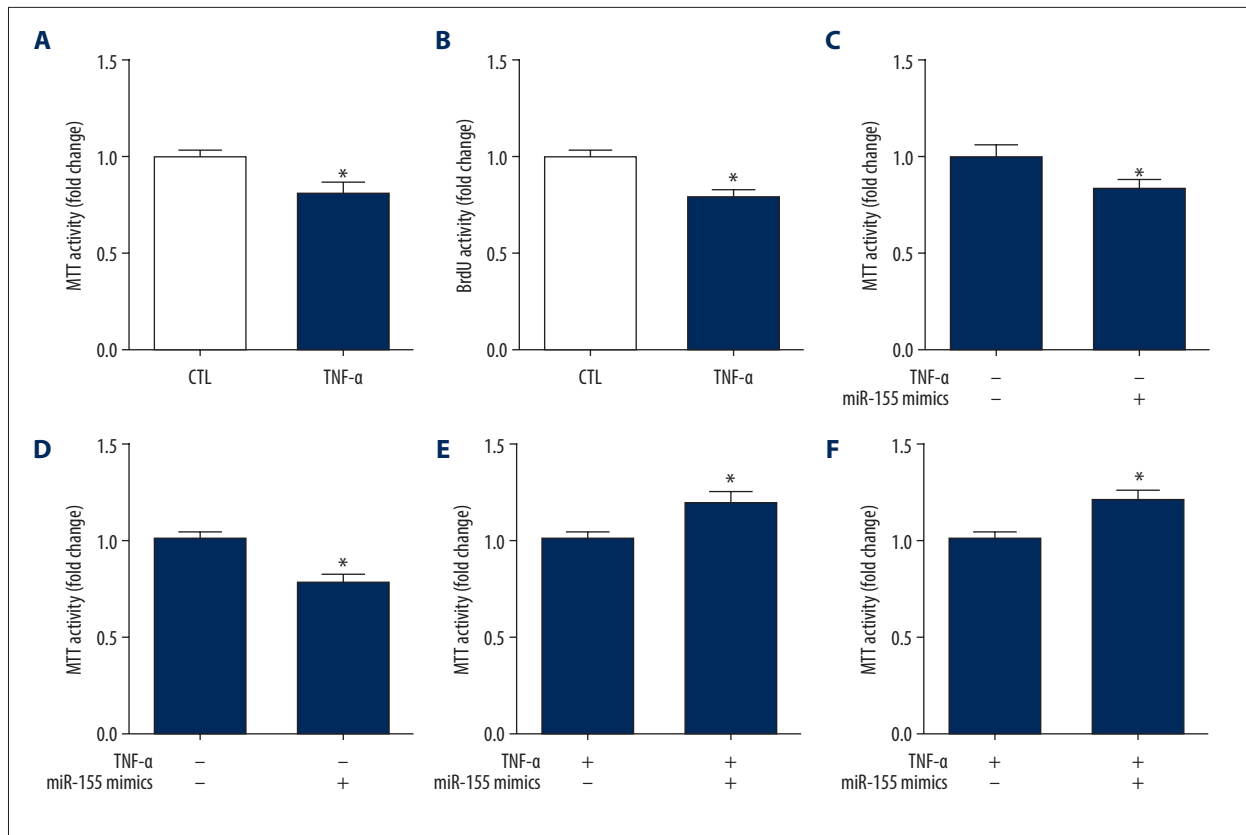 A
MTT activity (fold change)
1.5
1.0
0.5
0.0
*
CTL TNF-α
B
BrdU activity (fold change)
1.5
1.0
0.5
0.0
*
CTL TNF-α
C
MTT activity (fold change)
1.5
1.0
0.5
0.0
*
TNF-α – –
miR-155 mimics – +
D
MTT activity (fold change)
1.5
1.0
0.5
0.0
*
TNF-α – –
miR-155 mimics – +
E
MTT activity (fold change)
1.5
1.0
0.5
0.0
*
TNF-α + +
miR-155 mimics – +
F
MTT activity (fold change)
1.5
1.0
0.5
0.0
*
TNF-α + +
miR-155 mimics – +